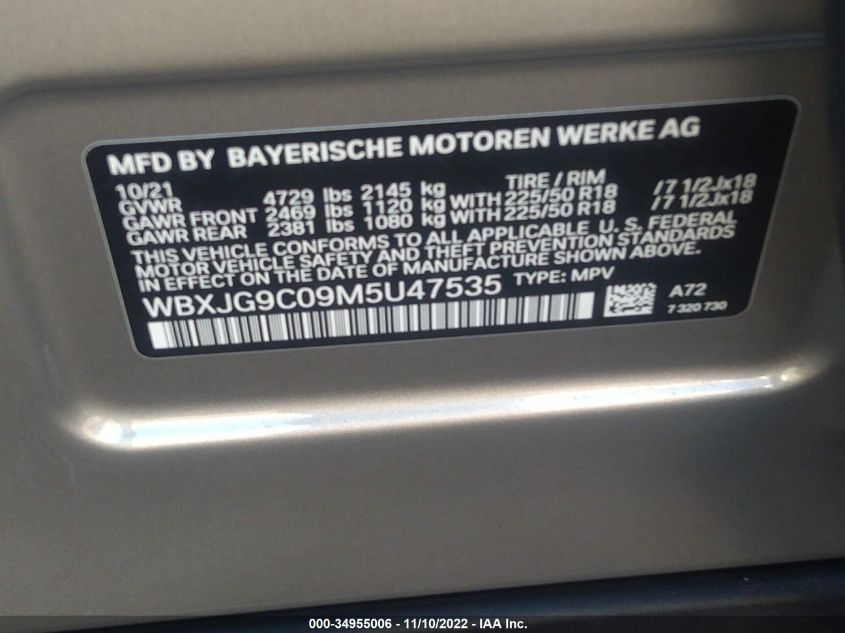 MFD BY BAYERISCHE MOTOREN WERKE AG
10/21 TIRE / RIM
GVWR 4729 lbs 2145 kg
GAWR FRONT 2469 lbs 1120 kg WITH 225/50 R18 /7 1/2Jx18
GAWR REAR 2381 lbs 1080 kg WITH 225/50 R18 /7 1/2Jx18
THIS VEHICLE CONFORMS TO ALL APPLICABLE U. S. FEDERAL
MOTOR VEHICLE SAFETY AND THEFT PREVENTION STANDARDS
IN EFFECT ON THE DATE OF MANUFACTURE SHOWN ABOVE.
WBXJG9C09M5U47535 TYPE: MPV
A72
7 320 730
000-34955006 - 11/10/2022 - IAA Inc.